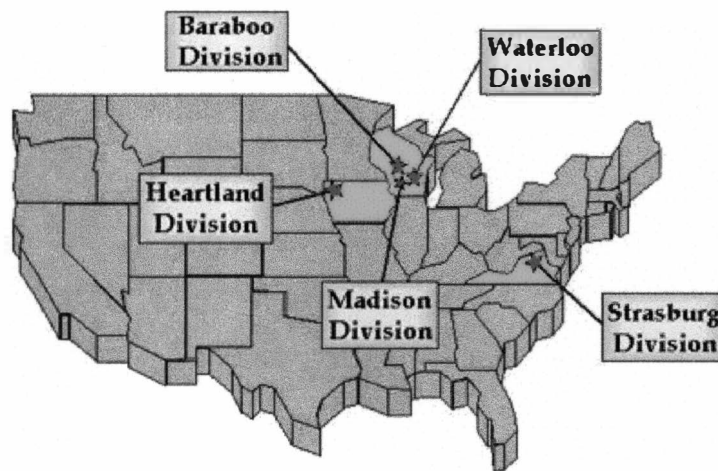 Baraboo
Division
Waterloo
Division
Heartland
Division
Madison
Division
Strasburg
Division